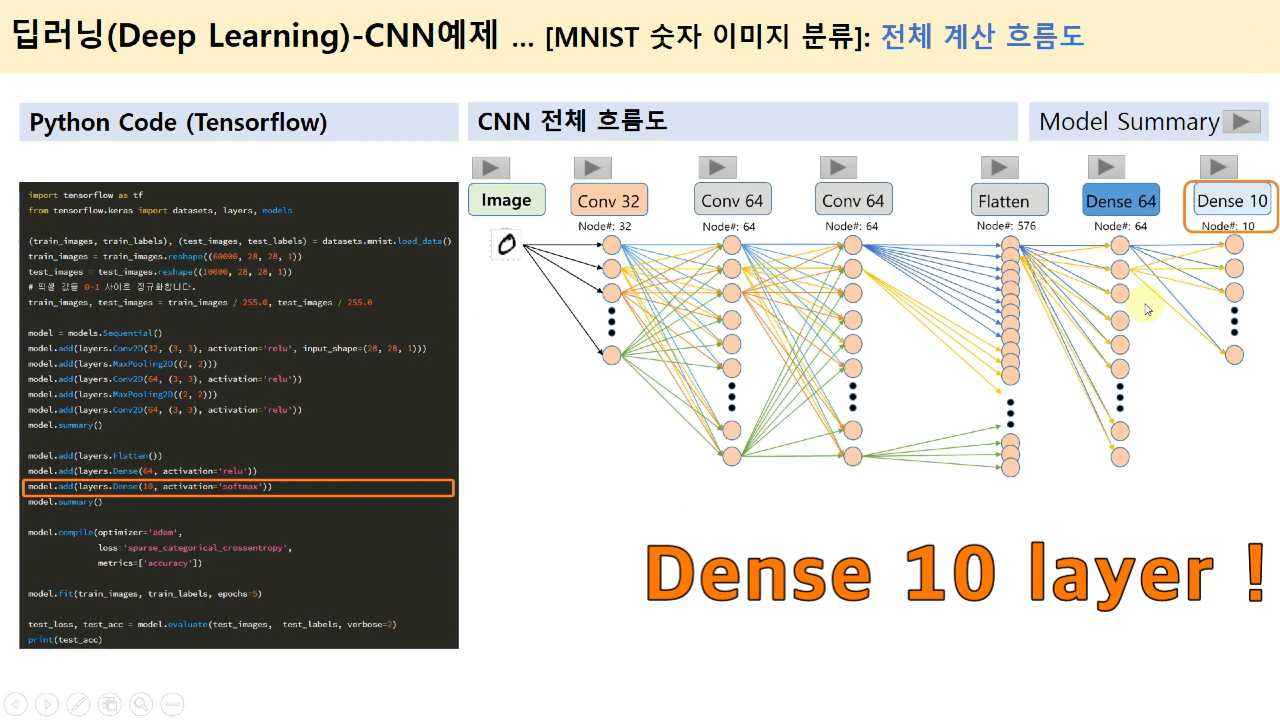 딥러닝(Deep Learning)-CNN예제 ... [MNIST 숫자 이미지 분류]: 전체 계산 흐름도
Python Code (Tensorflow)
CNN 전체 흐름도
Model Summary
import tensorflow as tf
from tensorflow.keras import datasets, layers, models
(train_images, train_labels), (test_images, test_labels) = datasets.mnist.load_data()
train_images = train_images.reshape((60000, 28, 28, 1))
test_images = test_images.reshape((10000, 28, 28, 1))
# 픽셀 값을 0~1 사이로 정규화합니다.
train_images, test_images = train_images / 255.0, test_images / 255.0
model = models.Sequential()
model.add(layers.Conv2D(32, (3, 3), activation='relu', input_shape=(28, 28, 1)))
model.add(layers.MaxPooling2D((2, 2)))
model.add(layers.Conv2D(64, (3, 3), activation='relu'))
model.add(layers.MaxPooling2D((2, 2)))
model.add(layers.Conv2D(64, (3, 3), activation='relu'))
model.summary()
model.add(layers.Flatten())
model.add(layers.Dense(64, activation='relu'))
model.add(layers.Dense(10, activation='softmax'))
model.summary()
model.compile(optimizer='adam',
loss='sparse_categorical_crossentropy',
metrics=['accuracy'])
model.fit(train_images, train_labels, epochs=5)
test_loss, test_acc = model.evaluate(test_images,  test_labels, verbose=2)
print(test_acc)
Image
Conv 32
Conv 64
Conv 64
Flatten
Dense 64
Dense 10
Node#: 32
Node#: 64
Node#: 64
Node#: 576
Node#: 64
Node#: 10
0
Dense 10 layer !